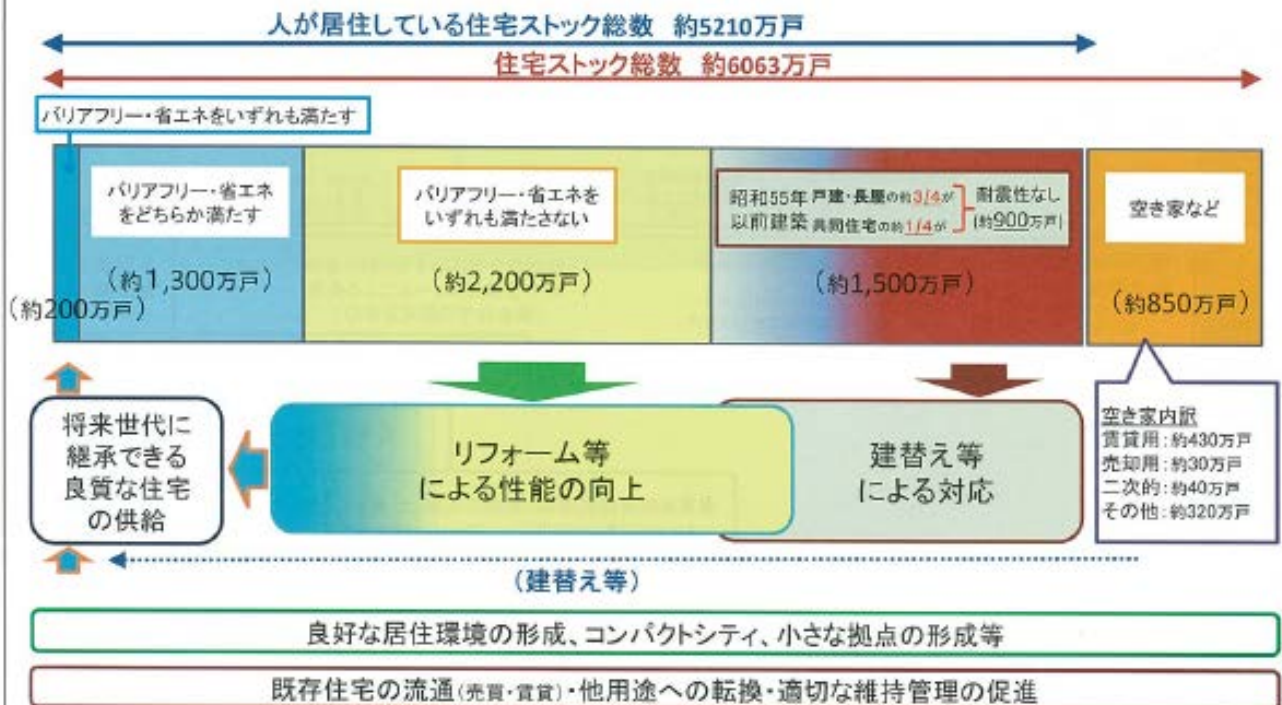 人が居住している住宅ストック総数 約5210万戸
住宅ストック総数 約6063万戸
バリアフリー・省エネをいずれも満たす
バリアフリー・省エネ
をどちらか満たす
(約1,300万戸)
(約200万戸)
バリアフリー・省エネを
いずれも満たさない
(約2,200万戸)
昭和55年 戸建・長屋の約3/4が 耐震性なし
以前建築 共同住宅の約1/4が (約900万戸)
(約1,500万戸)
空き家など
(約850万戸)
将来世代に
継承できる
良質な住宅
の供給
リフォーム等
による性能の向上
建替え等
による対応
空き家内訳
賃貸用:約430万戸
売却用:約30万戸
二次的:約40万戸
その他:約320万戸
(建替え等)
良好な居住環境の形成、コンパクトシティ、小さな拠点の形成等
既存住宅の流通(売買・賃貸)・他用途への転換・適切な維持管理の促進